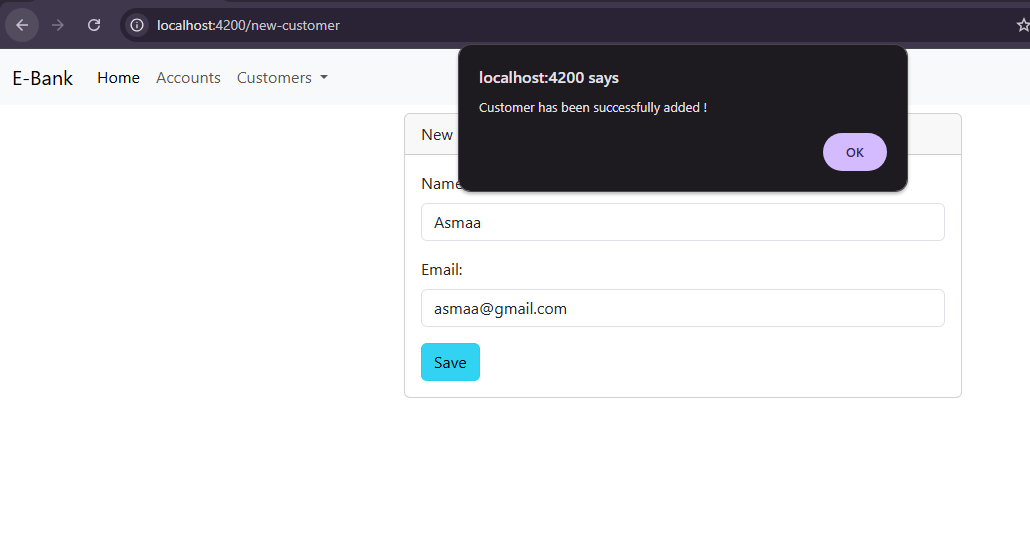 localhost:4200/new-customer
E-Bank Home Accounts Customers
localhost:4200 says
Customer has been successfully added !
OK
New
Name
Asmaa
Email:
asmaa@gmail.com
Save